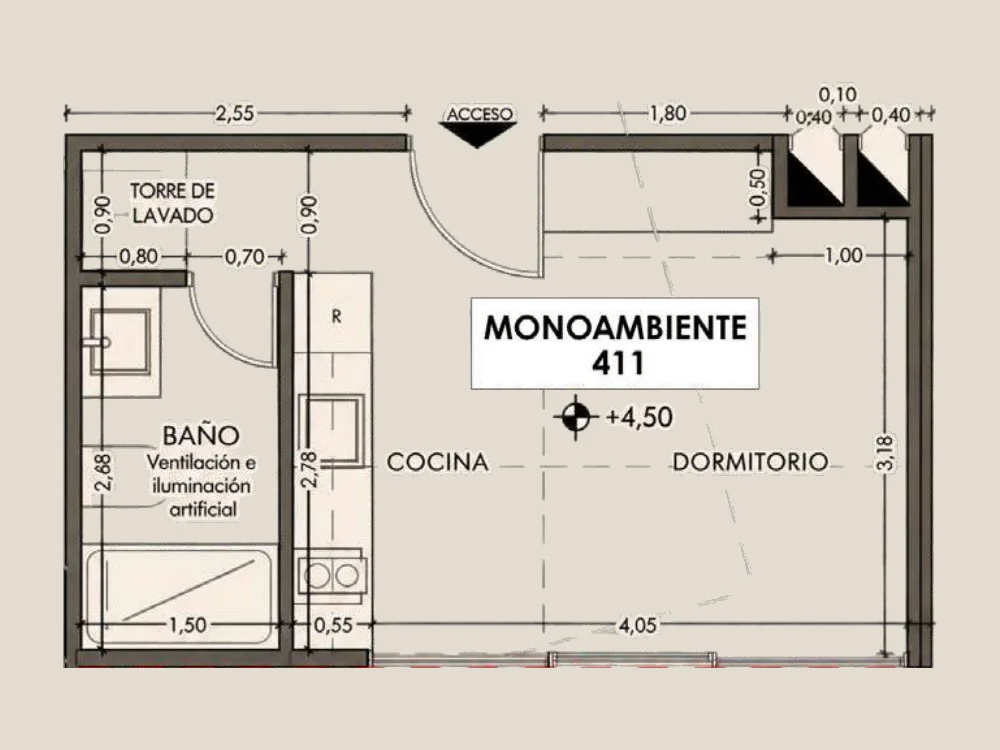 0,10
2,55
ACCESO
1,80
0,40
0,40
TORRE DE
LAVADO
0,90
0,90
0,50
0,80
0,70
1,00
R
MONOAMBIENTE
411
+4,50
BAÑO
Ventilación e
iluminación
artificial
2,68
2,78
COCINA
DORMITORIO
3,18
1,50
0,55
4,05